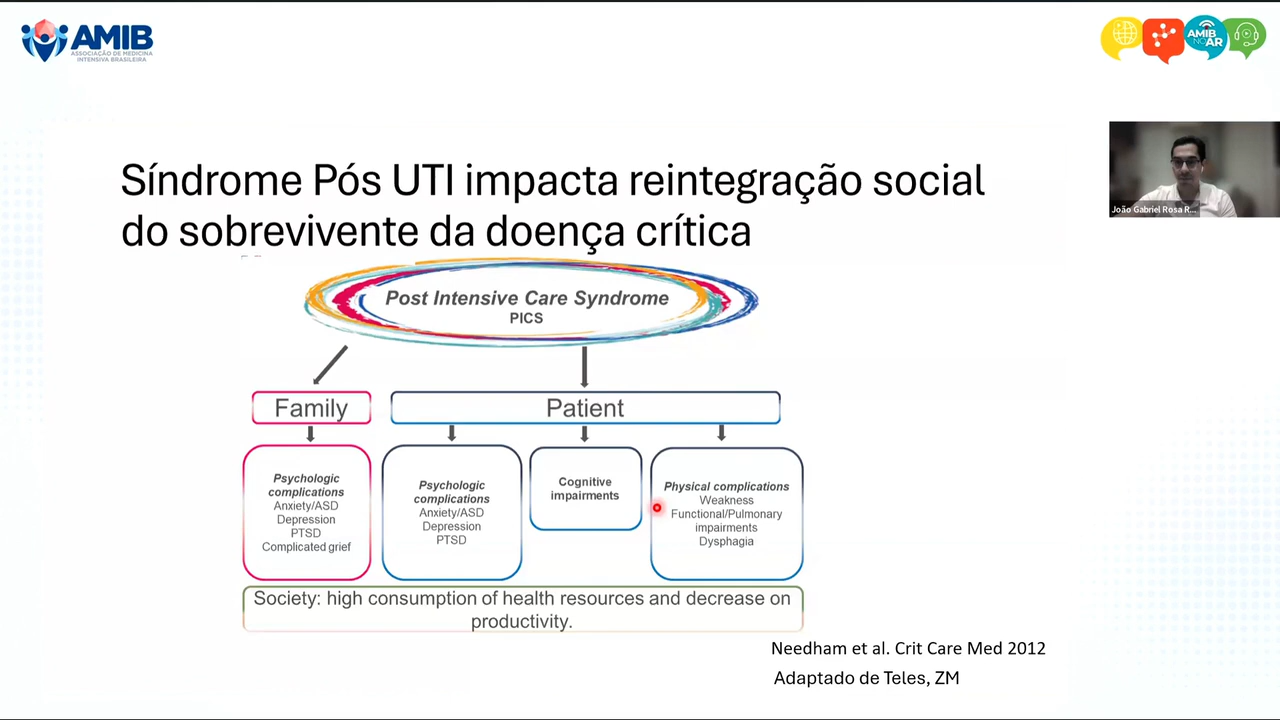 AMIB
ASSOCIAÇÃO DE MEDICINA
INTENSIVA BRASILEIRA
AMIB
NO
AR
João Gabriel Rosa R...
Síndrome Pós UTI impacta reintegração social
do sobrevivente da doença crítica
Post Intensive Care Syndrome
PICS
Family
Patient
Psychologic
complications
Anxiety/ASD
Depression
PTSD
Complicated grief
Psychologic
complications
Anxiety/ASD
Depression
PTSD
Cognitive
impairments
Physical complications
Weakness
Functional/Pulmonary
impairments
Dysphagia
Society: high consumption of health resources and decrease on
productivity.
Needham et al. Crit Care Med 2012
Adaptado de Teles, ZM